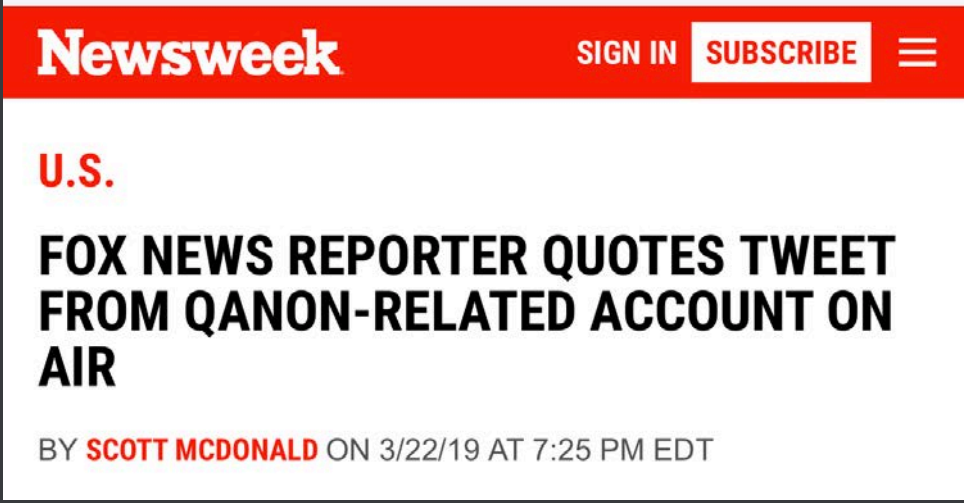 Newsweek SIGN IN SUBSCRIBE
U.S.
FOX NEWS REPORTER QUOTES TWEET
FROM QANON-RELATED ACCOUNT ON
AIR
BY SCOTT MCDONALD ON 3/22/19 AT 7:25 PM EDT